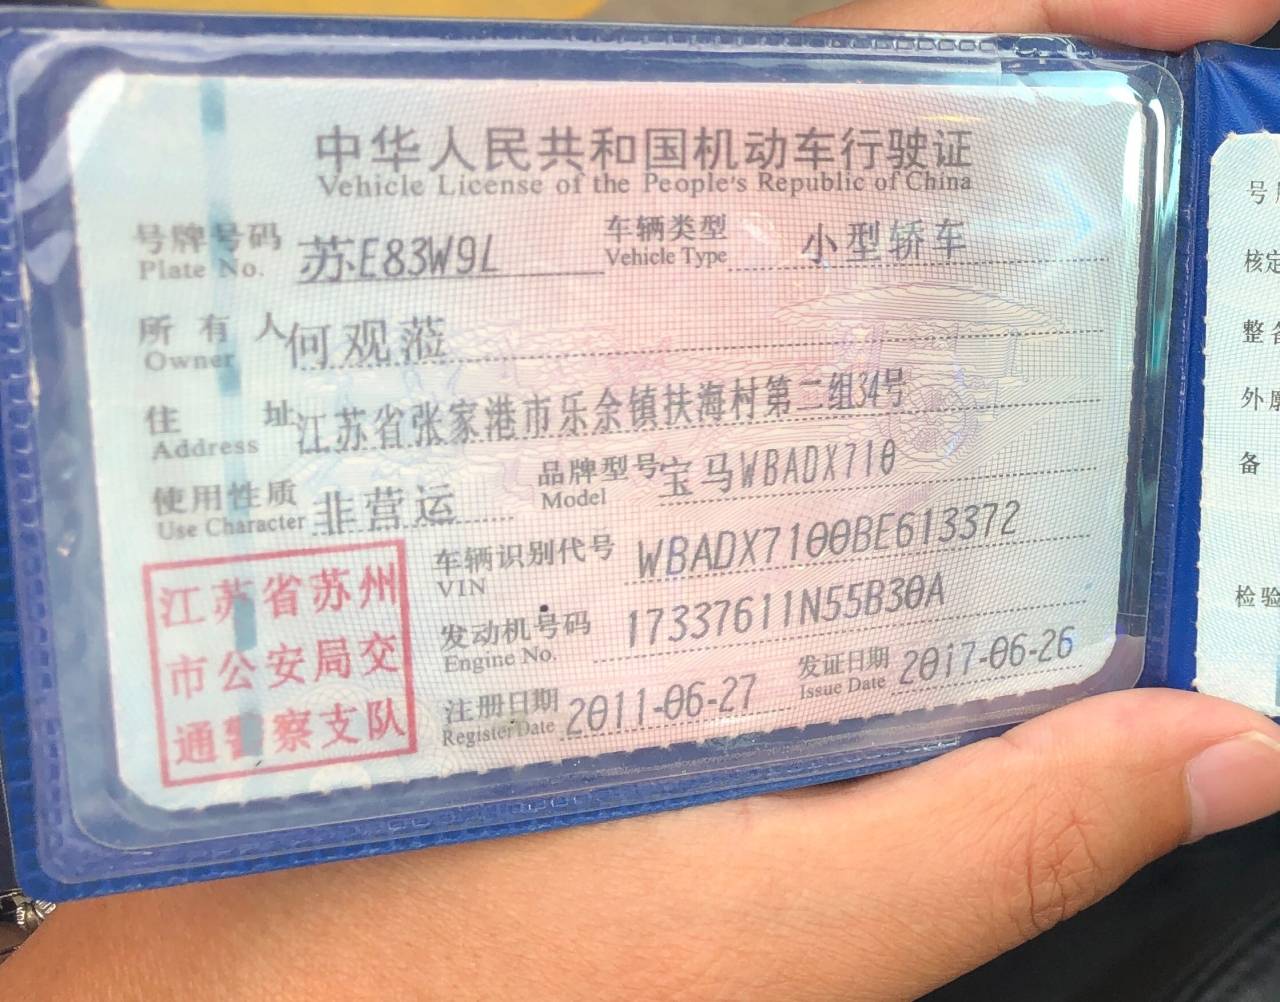 中华人民共和国机动车行驶证
Vehicle License of the People's Republic of China
号牌号码 苏E83W9L 车辆类型 小型轿车
Plate No. Vehicle Type
所有人 何观蒞
Owner
住址 江苏省张家港市乐余镇扶海村第二组34号
Address
使用性质 非营运 品牌型号 宝马WBADX710
Use Character Model
车辆识别代号 WBADX7100BE613372
VIN
发动机号码 17337611N55B30A
Engine No.
注册日期 2011-06-27 发证日期 2017-06-26
Register Date Issue Date
江苏省苏州
市公安局交
通警察支队
号
核定
整备
外廓
备
检验